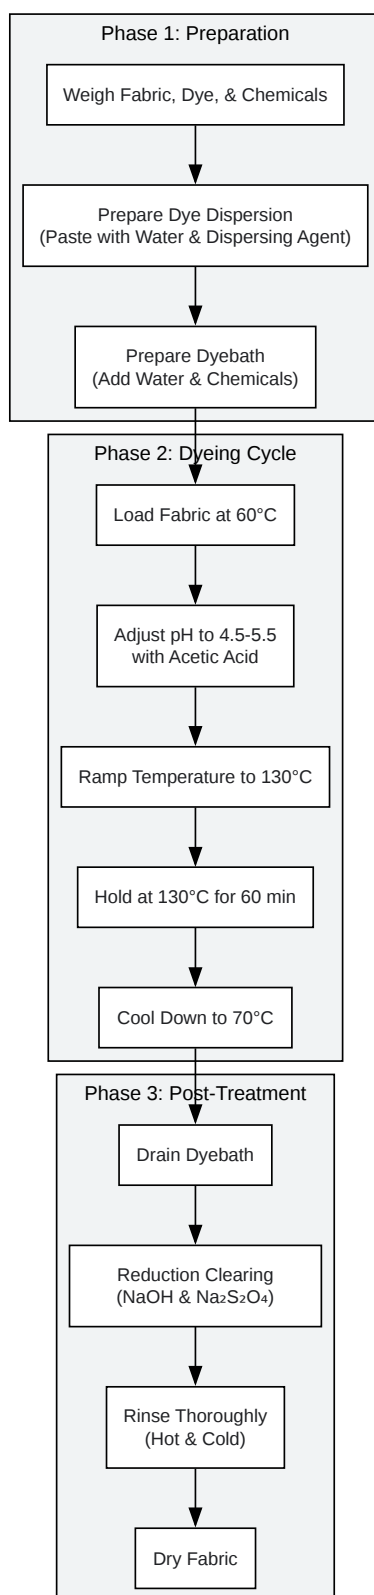 Phase 1: Preparation
Weigh Fabric, Dye, & Chemicals
Prepare Dye Dispersion
(Paste with Water & Dispersing Agent)
Prepare Dyebath
(Add Water & Chemicals)
Phase 2: Dyeing Cycle
Load Fabric at 60°C
Adjust pH to 4.5-5.5
with Acetic Acid
Ramp Temperature to 130°C
Hold at 130°C for 60 min
Cool Down to 70°C
Phase 3: Post-Treatment
Drain Dyebath
Reduction Clearing
(NaOH & Na₂S₂O₄)
Rinse Thoroughly
(Hot & Cold)
Dry Fabric